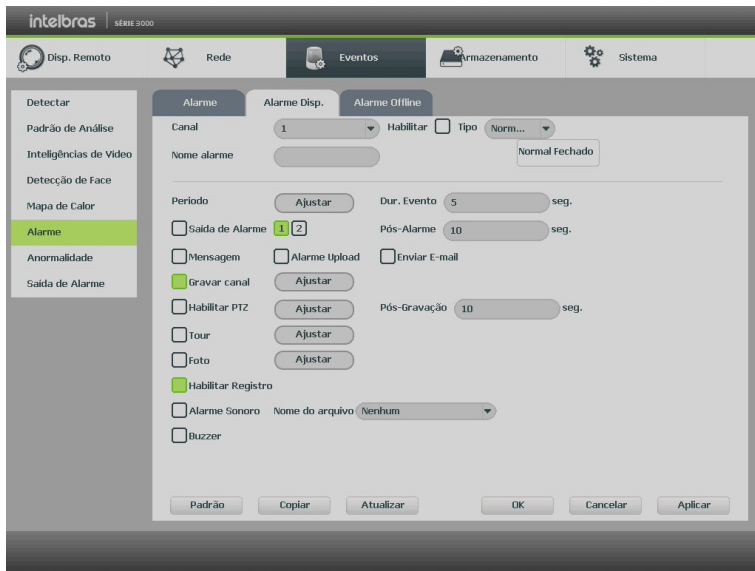 intelbras SÉRIE 3000
Disp. Remoto Rede Eventos Armazenamento Sistema
Detectar
Padrão de Análise
Inteligências de Vídeo
Detecção de Face
Mapa de Calor
Alarme
Anormalidade
Saída de Alarme
Alarme Alarme Disp. Alarme Offline
Canal 1 Habilitar Tipo Norm...
Nome alarme Normal Fechado
Período Ajustar Dur. Evento 5 seg.
Saída de Alarme 1 2 Pós-Alarme 10 seg.
Mensagem Alarme Upload Enviar E-mail
Gravar canal Ajustar
Habilitar PTZ Ajustar Pós-Gravação 10 seg.
Tour Ajustar
Foto Ajustar
Habilitar Registro
Alarme Sonoro Nome do arquivo Nenhum
Buzzer
Padrão Copiar Atualizar OK Cancelar Aplicar